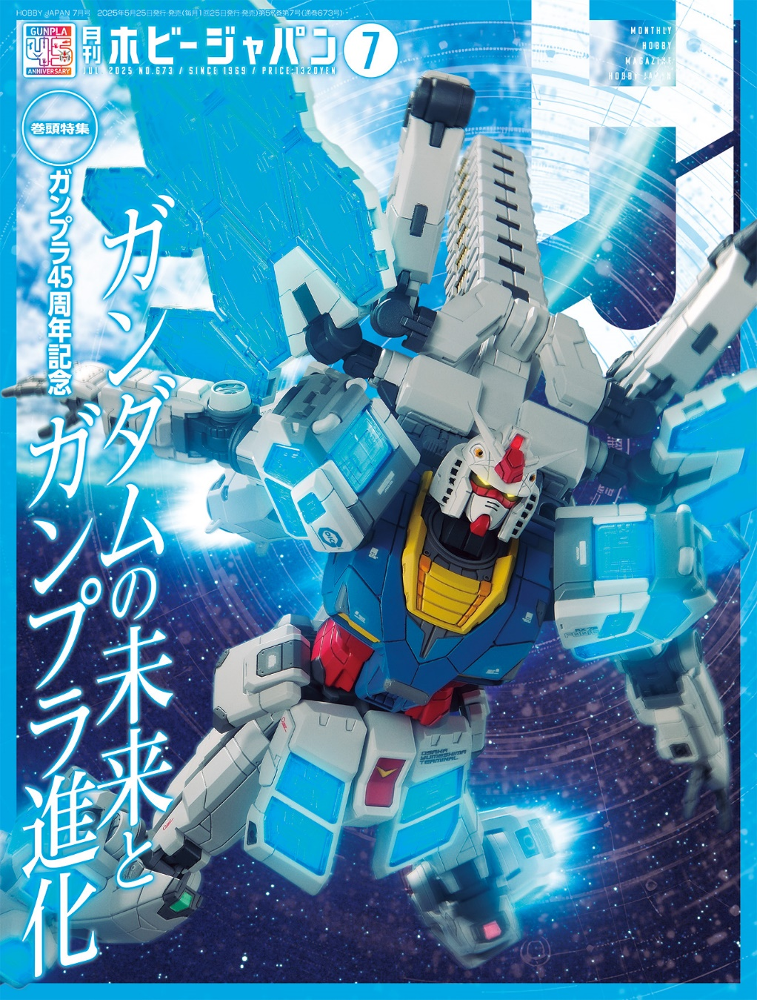 HOBBY JAPAN 7月号 2025年5月25日発行・発売(毎月1回25日発行・発売)第57巻第7号(通巻673号)
GUNPLA
45
ANNIVERSARY
月刊ホビージャパン7
JUL. 2025 NO.673 / SINCE 1969 / PRICE:1320YEN
MONTHLY
HOBBY
MAGAZINE
HOBBY JAPAN
HJ
巻頭特集
ガンプラ45周年記念
ガンダムの未来と
ガンプラ進化
OSAKA
YUMESHIMA
TERMINAL